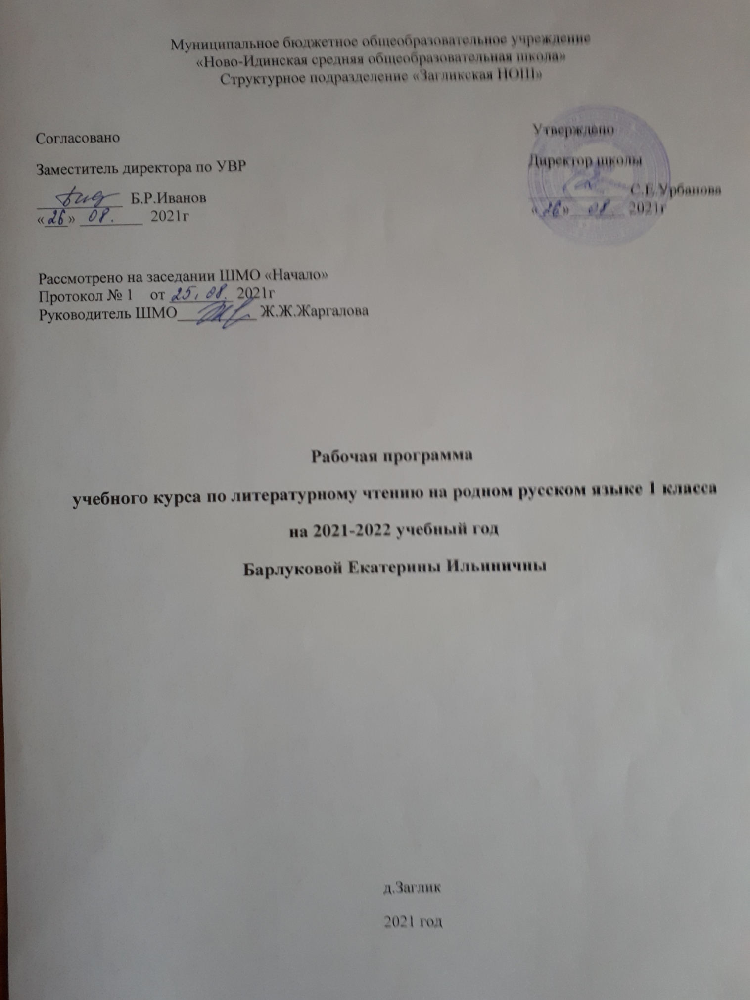 Муниципальное бюджетное общеобразовательное учреждение
«Ново-Идинская средняя общеобразовательная школа»
Структурное подразделение «Загликская НОШ»
Согласовано
Заместитель директора по УВР
Б.Р.Иванов
«26» 08. 2021г
Утверждено
Директор школы
С.Е.Урбанова
«26» 08. 2021г
Рассмотрено на заседании ШМО «Начало»
Протокол № 1 от 25.08. 2021г
Руководитель ШМО Ж.Ж.Жаргалова
Рабочая программа
учебного курса по литературному чтению на родном русском языке 1 класса
на 2021-2022 учебный год
Барлуковой Екатерины Ильиничны
д.Заглик
2021 год